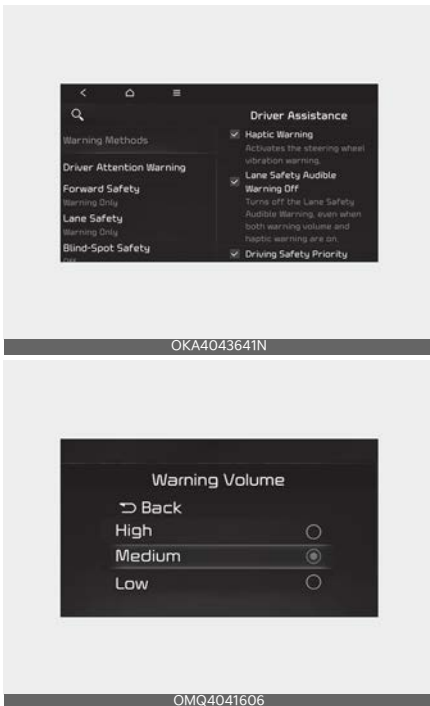 Warning Methods
Driver Attention Warning
Forward Safety
Warning Only
Lane Safety
Warning Only
Blind-Spot Safety
Off
Driver Assistance
Haptic Warning
Activates the steering wheel
vibration warning.
Lane Safety Audible
Warning Off
Turns off the Lane Safety
Audible Warning, even when
both warning volume and
haptic warning are on.
Driving Safety Priority
OKA4043641N
Warning Volume
Back
High
Medium
Low
OMQ4041606